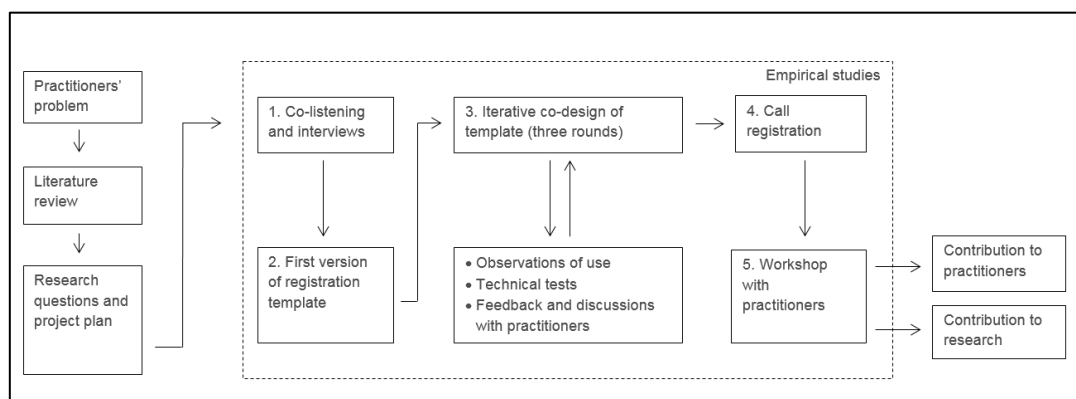 Practitioners'
problem
Literature
review
Research
questions and
project plan
Empirical studies
1. Co-listening
and interviews
2. First version
of registration
template
3. Iterative co-design of
template (three rounds)
• Observations of use
• Technical tests
• Feedback and discussions
with practitioners
4. Call
registration
5. Workshop
with
practitioners
Contribution to
practitioners
Contribution to
research